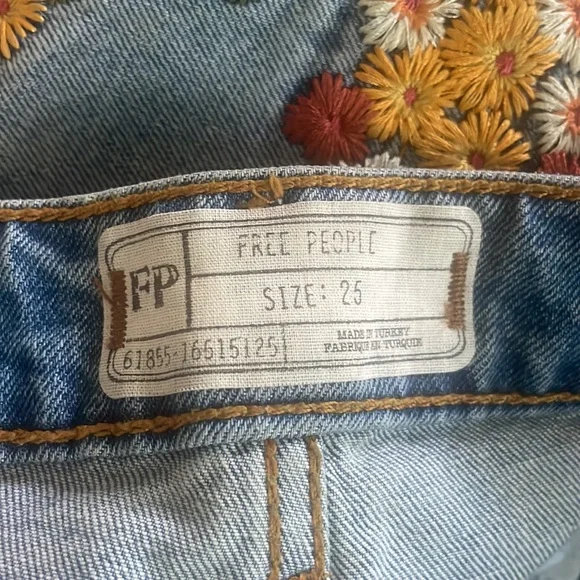 FREE PEOPLE
FP
SIZE: 25
61855-16615125
MADE IN TURKEY
FABRIQUE EN TURQUIE